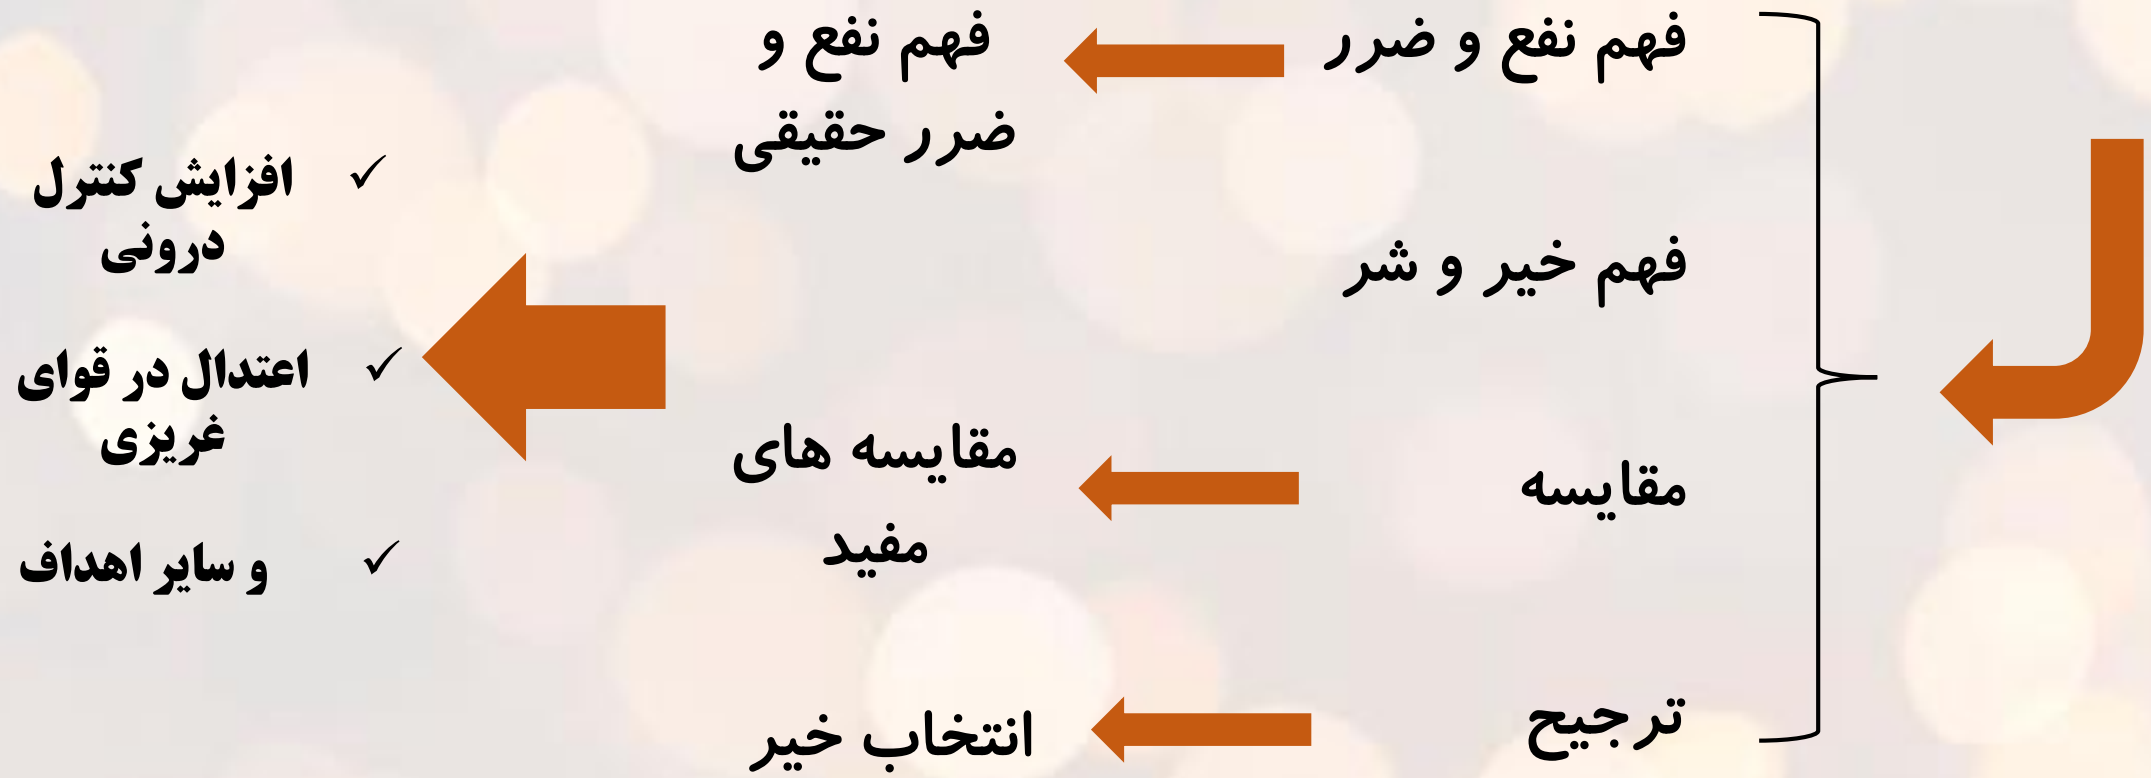 فهم نفع و ضرر
فهم خیر و شر
مقایسه
ترجیح
فهم نفع و
ضرر حقیقی
مقایسه های
مفید
انتخاب خیر
✓ افزایش کنترل
درونی
✓ اعتدال در قوای
غریزی
✓ و سایر اهداف